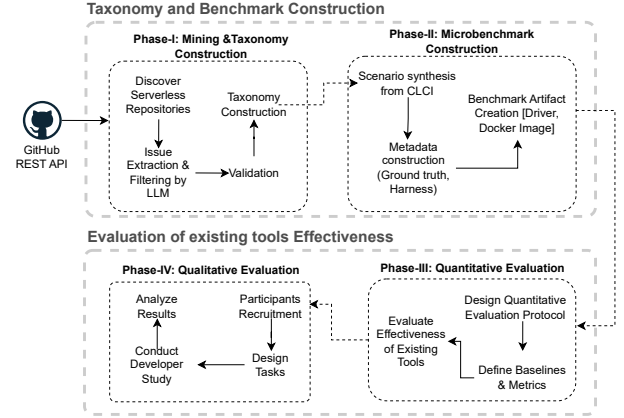 Taxonomy and Benchmark Construction
Phase-I: Mining &Taxonomy
Construction
Discover
Serverless
Repositories
Issue
Extraction &
Filtering by
LLM
Validation
Taxonomy
Construction
GitHub
REST API
Phase-II: Microbenchmark
Construction
Scenario synthesis
from CLCI
Metadata
construction
(Ground truth,
Harness)
Benchmark Artifact
Creation [Driver,
Docker Image]
Evaluation of existing tools Effectiveness
Phase-IV: Qualitative Evaluation
Analyze
Results
Conduct
Developer
Study
Participants
Recruitment
Design
Tasks
Phase-III: Quantitative Evaluation
Evaluate
Effectiveness
of Existing
Tools
Design Quantitative
Evaluation Protocol
Define Baselines
& Metrics